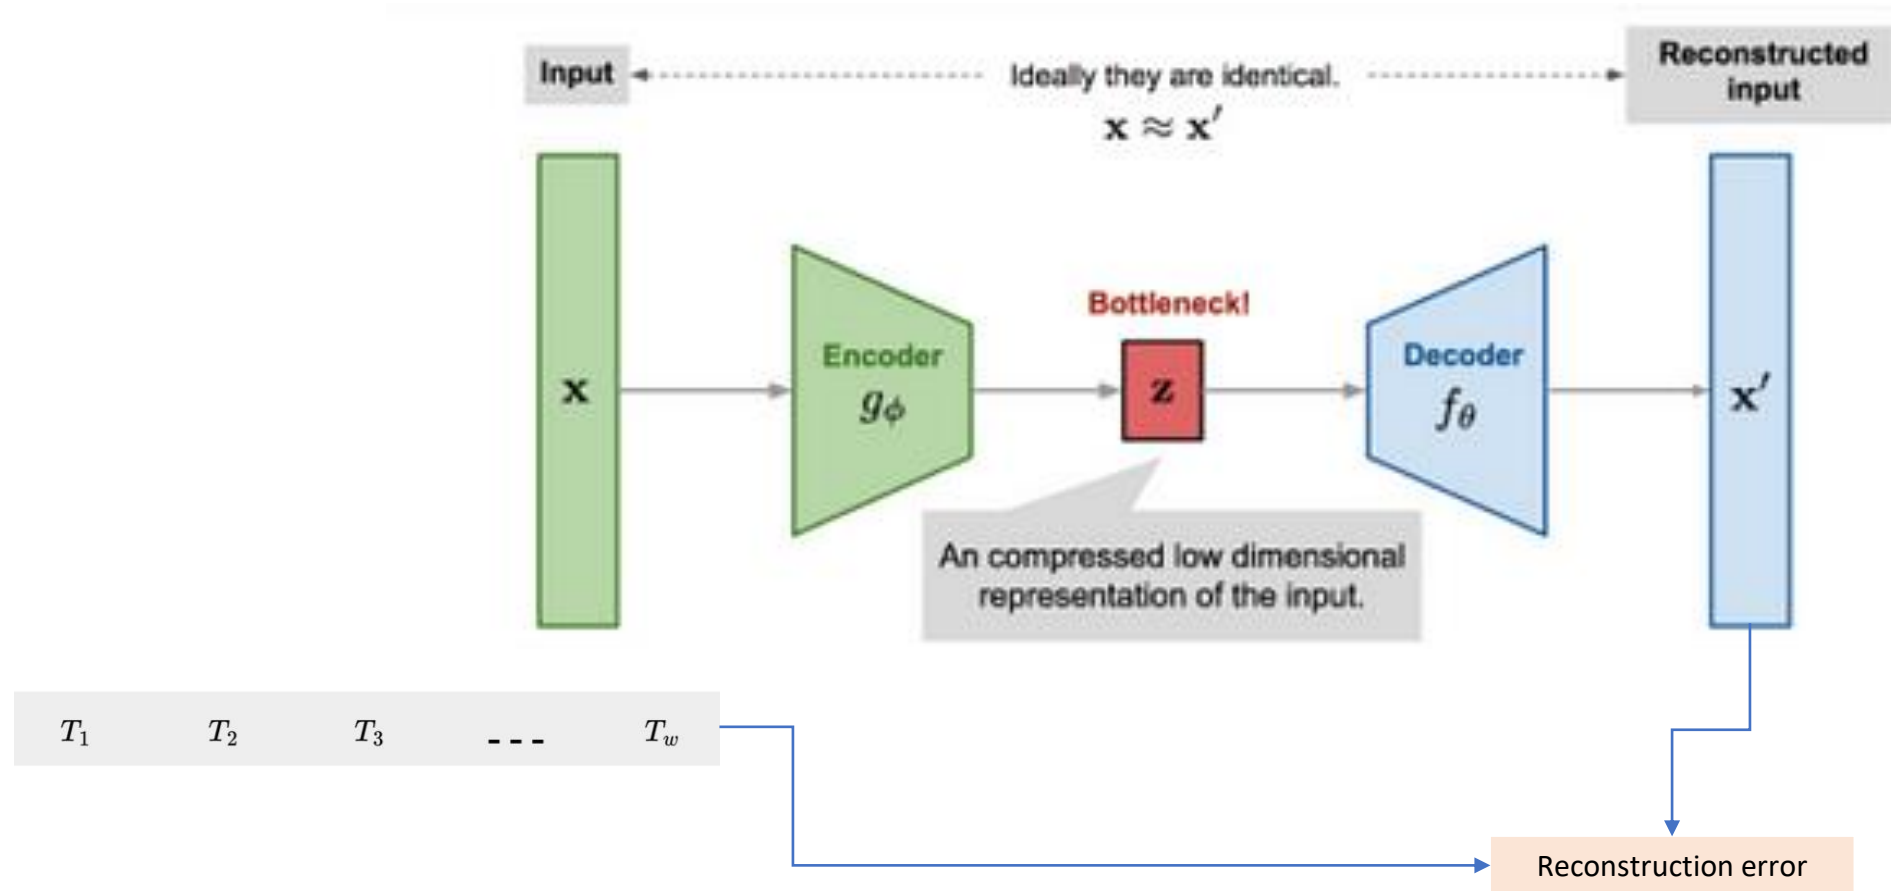 Input
Ideally they are identical.
x ≈ x′
Reconstructed
input
x
Encoder
gϕ
Bottleneck!
z
Decoder
fθ
x′
An compressed low dimensional
representation of the input.
T1 T2 T3 --- Tw
Reconstruction error